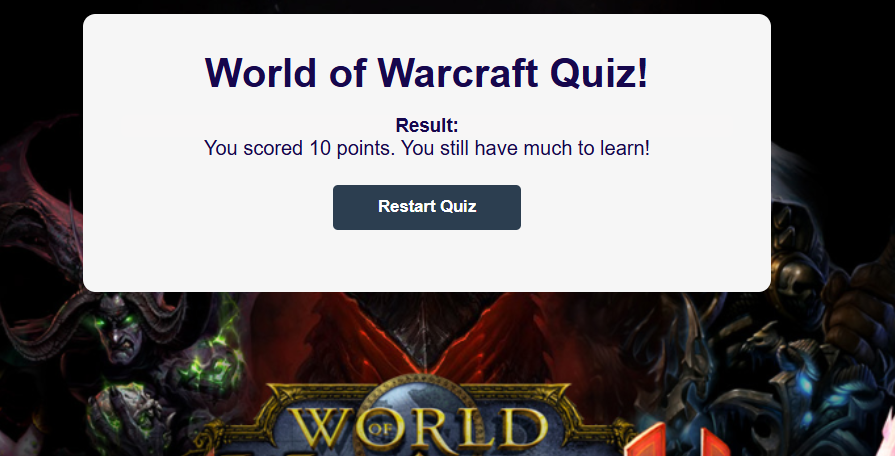 World of Warcraft Quiz!
Result:
You scored 10 points. You still have much to learn!
Restart Quiz
WORLD
OF